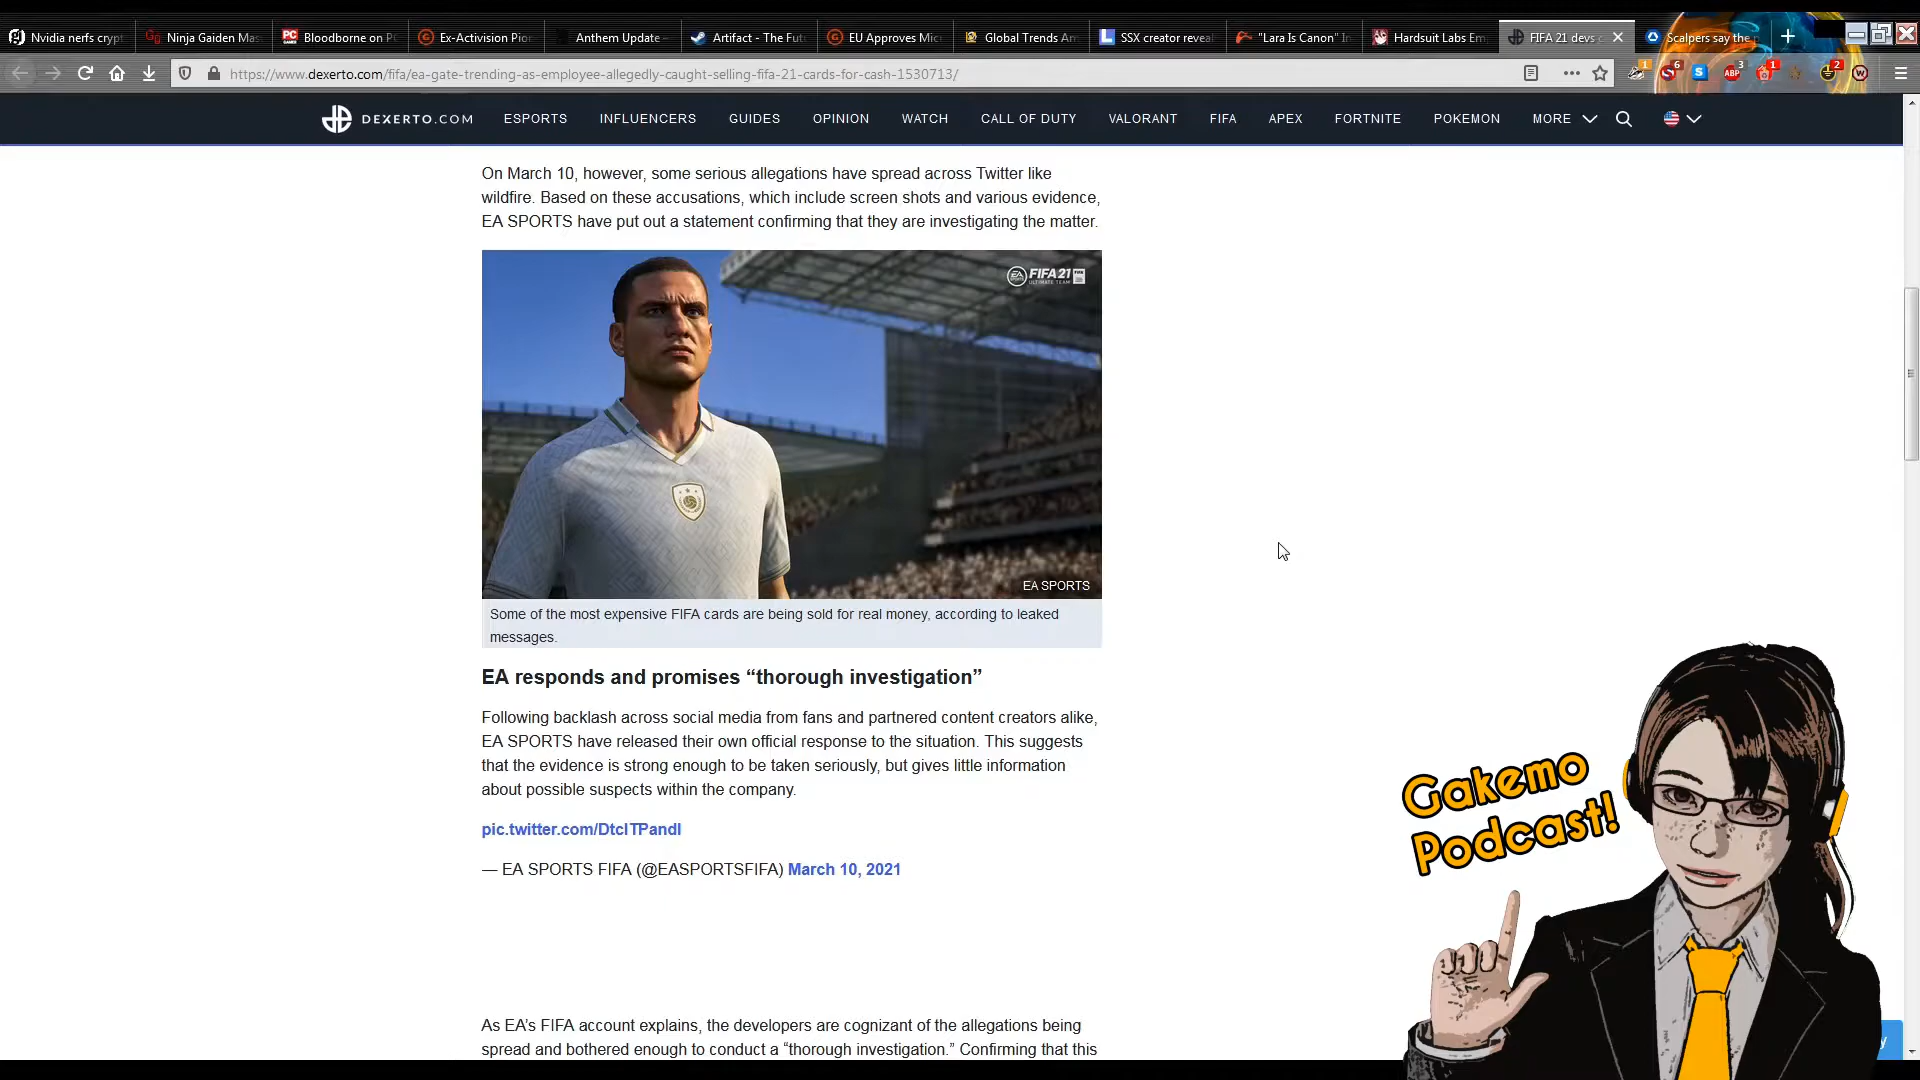 Nvidia nerfs crypt
Ninja Gaiden Mas
Bloodborne on P
Ex-Activision Pion
Anthem Update -
Artifact - The Futu
EU Approves Mic
Global Trends An
SSX creator reveal
"Lara Is Canon" In
Hardsuit Labs Em
FIFA 21 devs
Scalpers say the
https://www.dexerto.com/fifa/ea-gate-trending-as-employee-allegedly-caught-selling-fifa-21-cards-for-cash-1530713/
DEXERTO.COM
ESPORTS
INFLUENCERS
GUIDES
OPINION
WATCH
CALL OF DUTY
VALORANT
FIFA
APEX
FORTNITE
POKEMON
MORE
On March 10, however, some serious allegations have spread across Twitter like
wildfire. Based on these accusations, which include screen shots and various evidence,
EA SPORTS have put out a statement confirming that they are investigating the matter.
EA SPORTS FIFA 21
ULTIMATE TEAM
EA SPORTS
Some of the most expensive FIFA cards are being sold for real money, according to leaked
messages.
EA responds and promises “thorough investigation”
Following backlash across social media from fans and partnered content creators alike,
EA SPORTS have released their own official response to the situation. This suggests
that the evidence is strong enough to be taken seriously, but gives little information
about possible suspects within the company.
pic.twitter.com/DtcITPandI
— EA SPORTS FIFA (@EASPORTSFIFA) March 10, 2021
As EA’s FIFA account explains, the developers are cognizant of the allegations being
spread and bothered enough to conduct a “thorough investigation.” Confirming that this
Gakemo
Podcast!